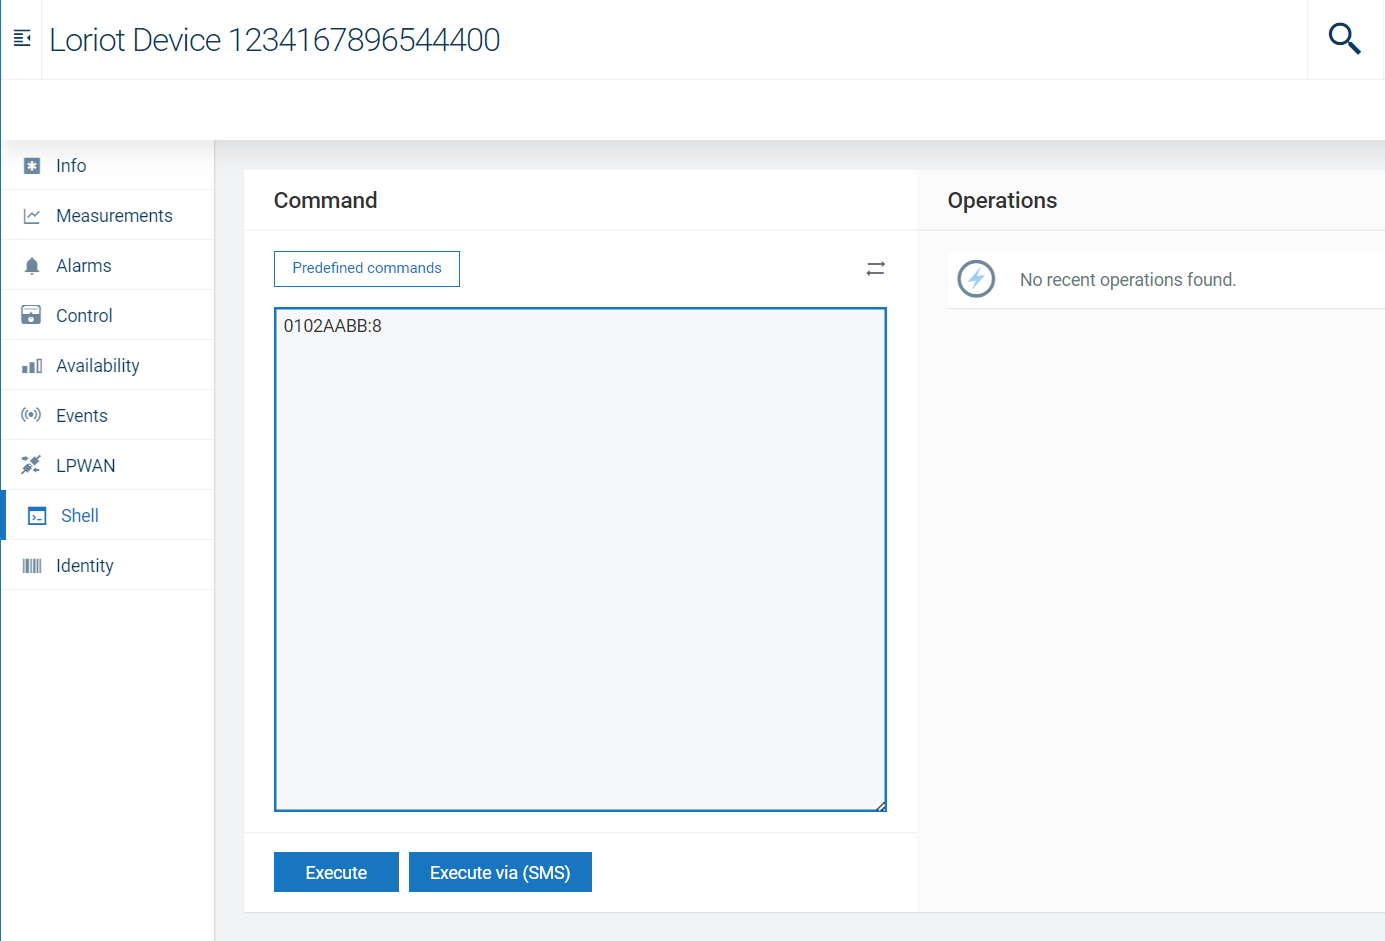 Loriot Device 1234167896544400
Info
Measurements
Alarms
Control
Availability
Events
LPWAN
Shell
Identity
Command
Predefined commands
0102AABB:8
Execute
Execute via (SMS)
Operations
No recent operations found.